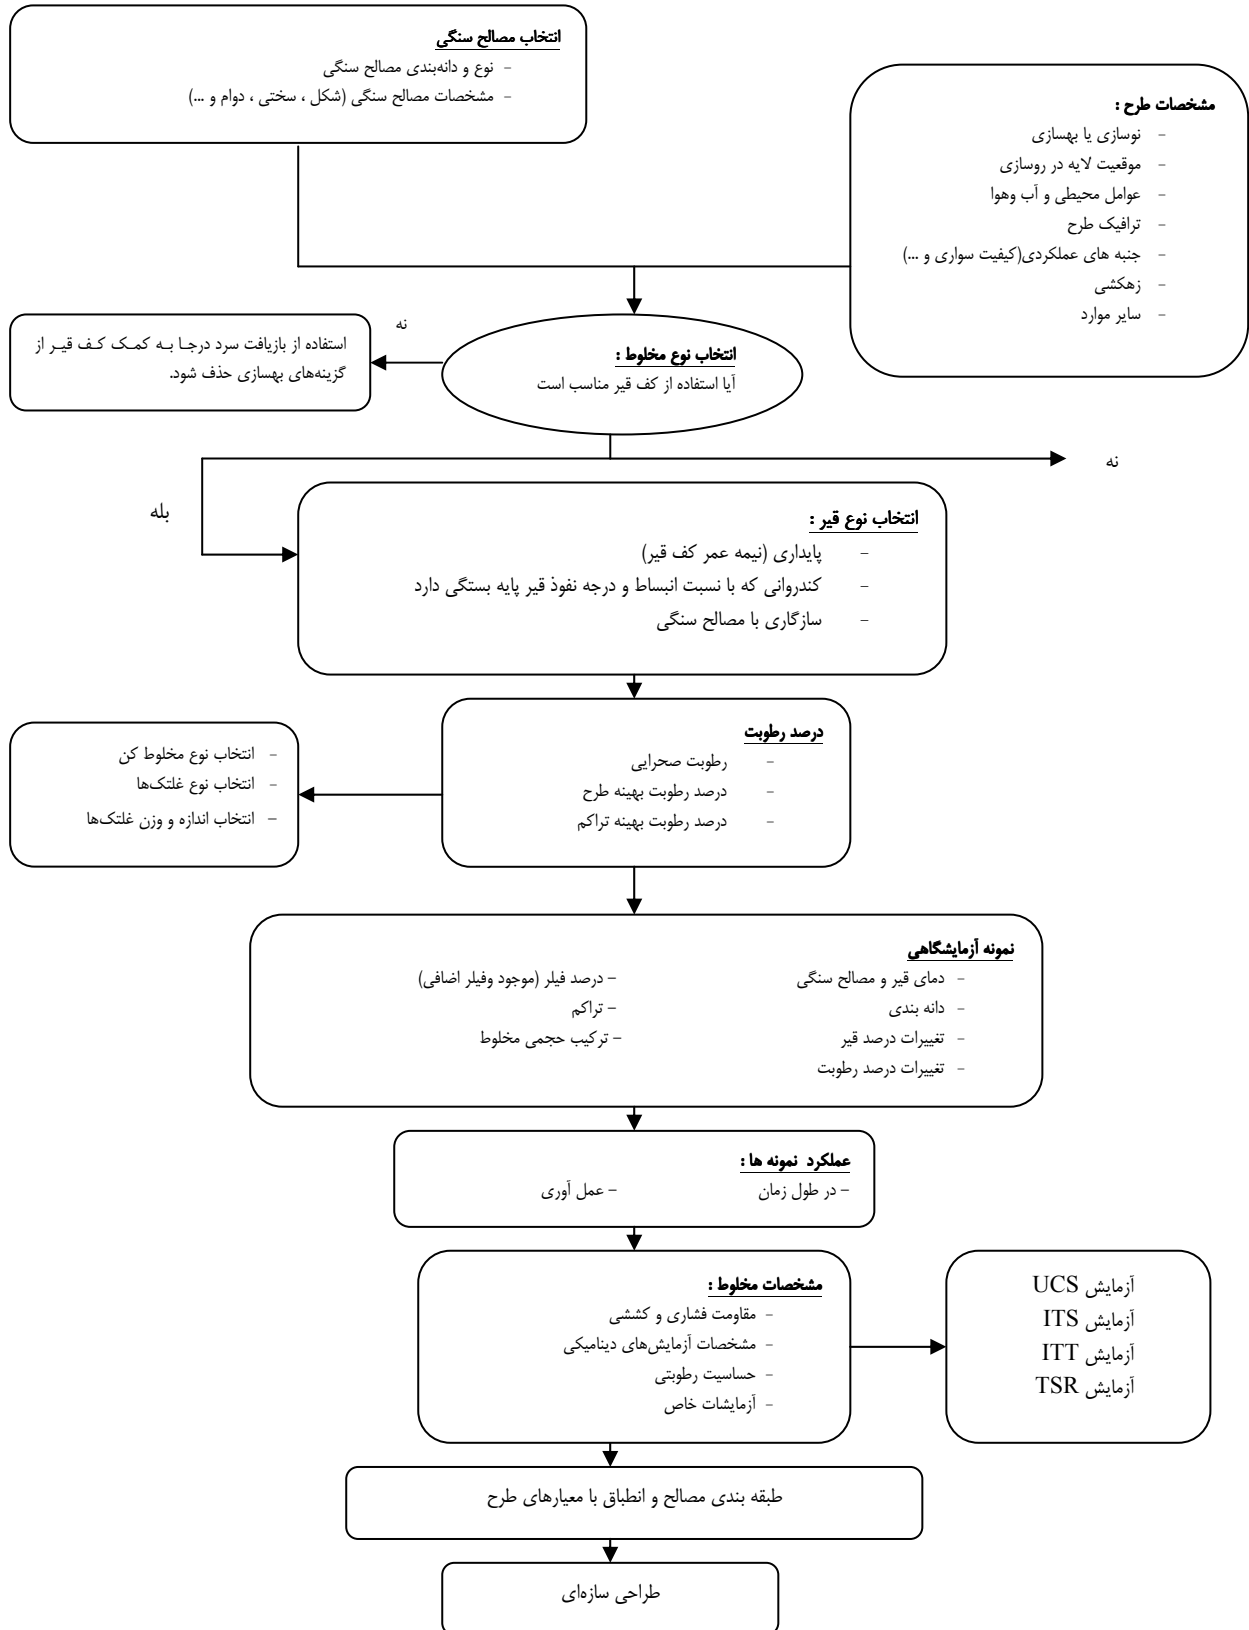 انتخاب مصالح سنگی
- نوع و دانه‌بندی مصالح سنگی
- مشخصات مصالح سنگی (شکل ، سختی ، دوام و ...)
مشخصات طرح :
- نوسازی یا بهسازی
- موقعیت لایه در روسازی
- عوامل محیطی و آب وهوا
- ترافیک طرح
- جنبه های عملکردی(کیفیت سواری و ...)
- زهکشی
- سایر موارد
انتخاب نوع مخلوط :
آیا استفاده از کف قیر مناسب است
نه
استفاده از بازیافت سرد درجـا بـه کمـک کـف قیـر از
گزینه‌های بهسازی حذف شود.
نه
بله
انتخاب نوع قیر :
- پایداری (نیمه عمر کف قیر)
- کندروانی که با نسبت انبساط و درجه نفوذ قیر پایه بستگی دارد
- سازگاری با مصالح سنگی
درصد رطوبت
- رطوبت صحرایی
- درصد رطوبت بهینه طرح
- درصد رطوبت بهینه تراکم
- انتخاب نوع مخلوط کن
- انتخاب نوع غلتک‌ها
- انتخاب اندازه و وزن غلتک‌ها
نمونه آزمایشگاهی
- دمای قیر و مصالح سنگی – درصد فیلر (موجود وفیلر اضافی)
- دانه بندی – تراکم
- تغییرات درصد قیر – ترکیب حجمی مخلوط
- تغییرات درصد رطوبت
عملکرد نمونه ها :
– در طول زمان – عمل آوری
مشخصات مخلوط :
- مقاومت فشاری و کششی
- مشخصات آزمایش‌های دینامیکی
- حساسیت رطوبتی
- آزمایشات خاص
آزمایش UCS
آزمایش ITS
آزمایش ITT
آزمایش TSR
طبقه بندی مصالح و انطباق با معیارهای طرح
طراحی سازه‌ای